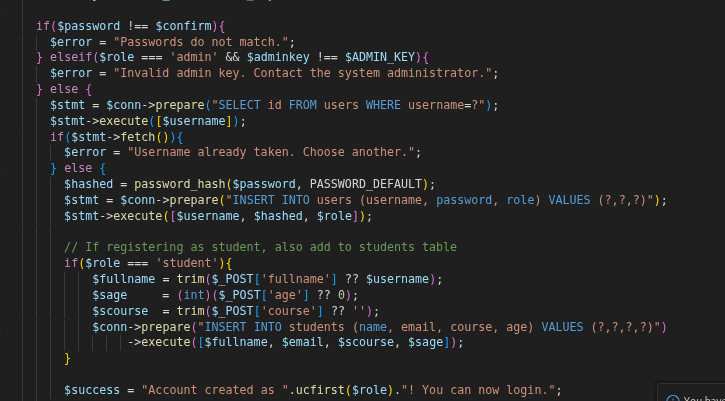 if($password !== $confirm){
$error = "Passwords do not match.";
} elseif($role === 'admin' && $adminkey !== $ADMIN_KEY){
$error = "Invalid admin key. Contact the system administrator.";
} else {
$stmt = $conn->prepare("SELECT id FROM users WHERE username=?");
$stmt->execute([$username]);
if($stmt->fetch()){
$error = "Username already taken. Choose another.";
} else {
$hashed = password_hash($password, PASSWORD_DEFAULT);
$stmt = $conn->prepare("INSERT INTO users (username, password, role) VALUES (?,?,?)");
$stmt->execute([$username, $hashed, $role]);
// If registering as student, also add to students table
if($role === 'student'){
$fullname = trim($_POST['fullname'] ?? $username);
$sage     = (int)($_POST['age'] ?? 0);
$scourse  = trim($_POST['course'] ?? '');
$conn->prepare("INSERT INTO students (name, email, course, age) VALUES (?,?,?,?)")
->execute([$fullname, $email, $scourse, $sage]);
}
$success = "Account created as ".ucfirst($role)."! You can now login.";
You have